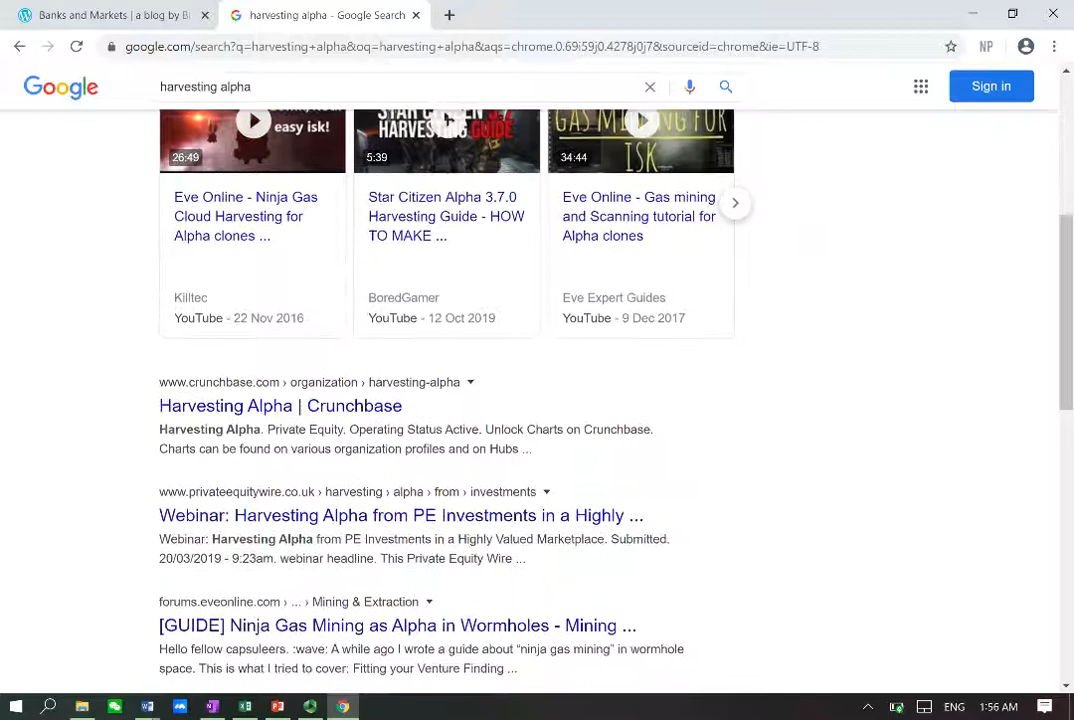 Banks and Markets | a blog by B
harvesting alpha - Google Search
google.com/search?q=harvesting+alpha&oq=harvesting+alpha&aqs=chrome.0.69i59j0.4278j0j7&sourceid=chrome&ie=UTF-8
NP
Google
harvesting alpha
Sign in
easy isk!
HARVESTING GUIDE
GAS MINING FOR
ISK
26:49
5:39
34:44
Eve Online - Ninja Gas
Cloud Harvesting for
Alpha clones ...
Star Citizen Alpha 3.7.0
Harvesting Guide - HOW
TO MAKE ...
Eve Online - Gas mining
and Scanning tutorial for
Alpha clones
Killtec
YouTube - 22 Nov 2016
BoredGamer
YouTube - 12 Oct 2019
Eve Expert Guides
YouTube - 9 Dec 2017
www.crunchbase.com › organization › harvesting-alpha
Harvesting Alpha | Crunchbase
Harvesting Alpha. Private Equity. Operating Status Active. Unlock Charts on Crunchbase.
Charts can be found on various organization profiles and on Hubs ...
www.privateequitywire.co.uk › harvesting › alpha › from › investments
Webinar: Harvesting Alpha from PE Investments in a Highly ...
Webinar: Harvesting Alpha from PE Investments in a Highly Valued Marketplace. Submitted.
20/03/2019 - 9:23am. webinar headline. This Private Equity Wire ...
forums.eveonline.com › ... › Mining & Extraction
[GUIDE] Ninja Gas Mining as Alpha in Wormholes - Mining ...
Hello fellow capsuleers. :wave: A while ago I wrote a guide about “ninja gas mining” in wormhole
space. This is what I tried to cover: Fitting your Venture Finding ...
ENG
1:56 AM